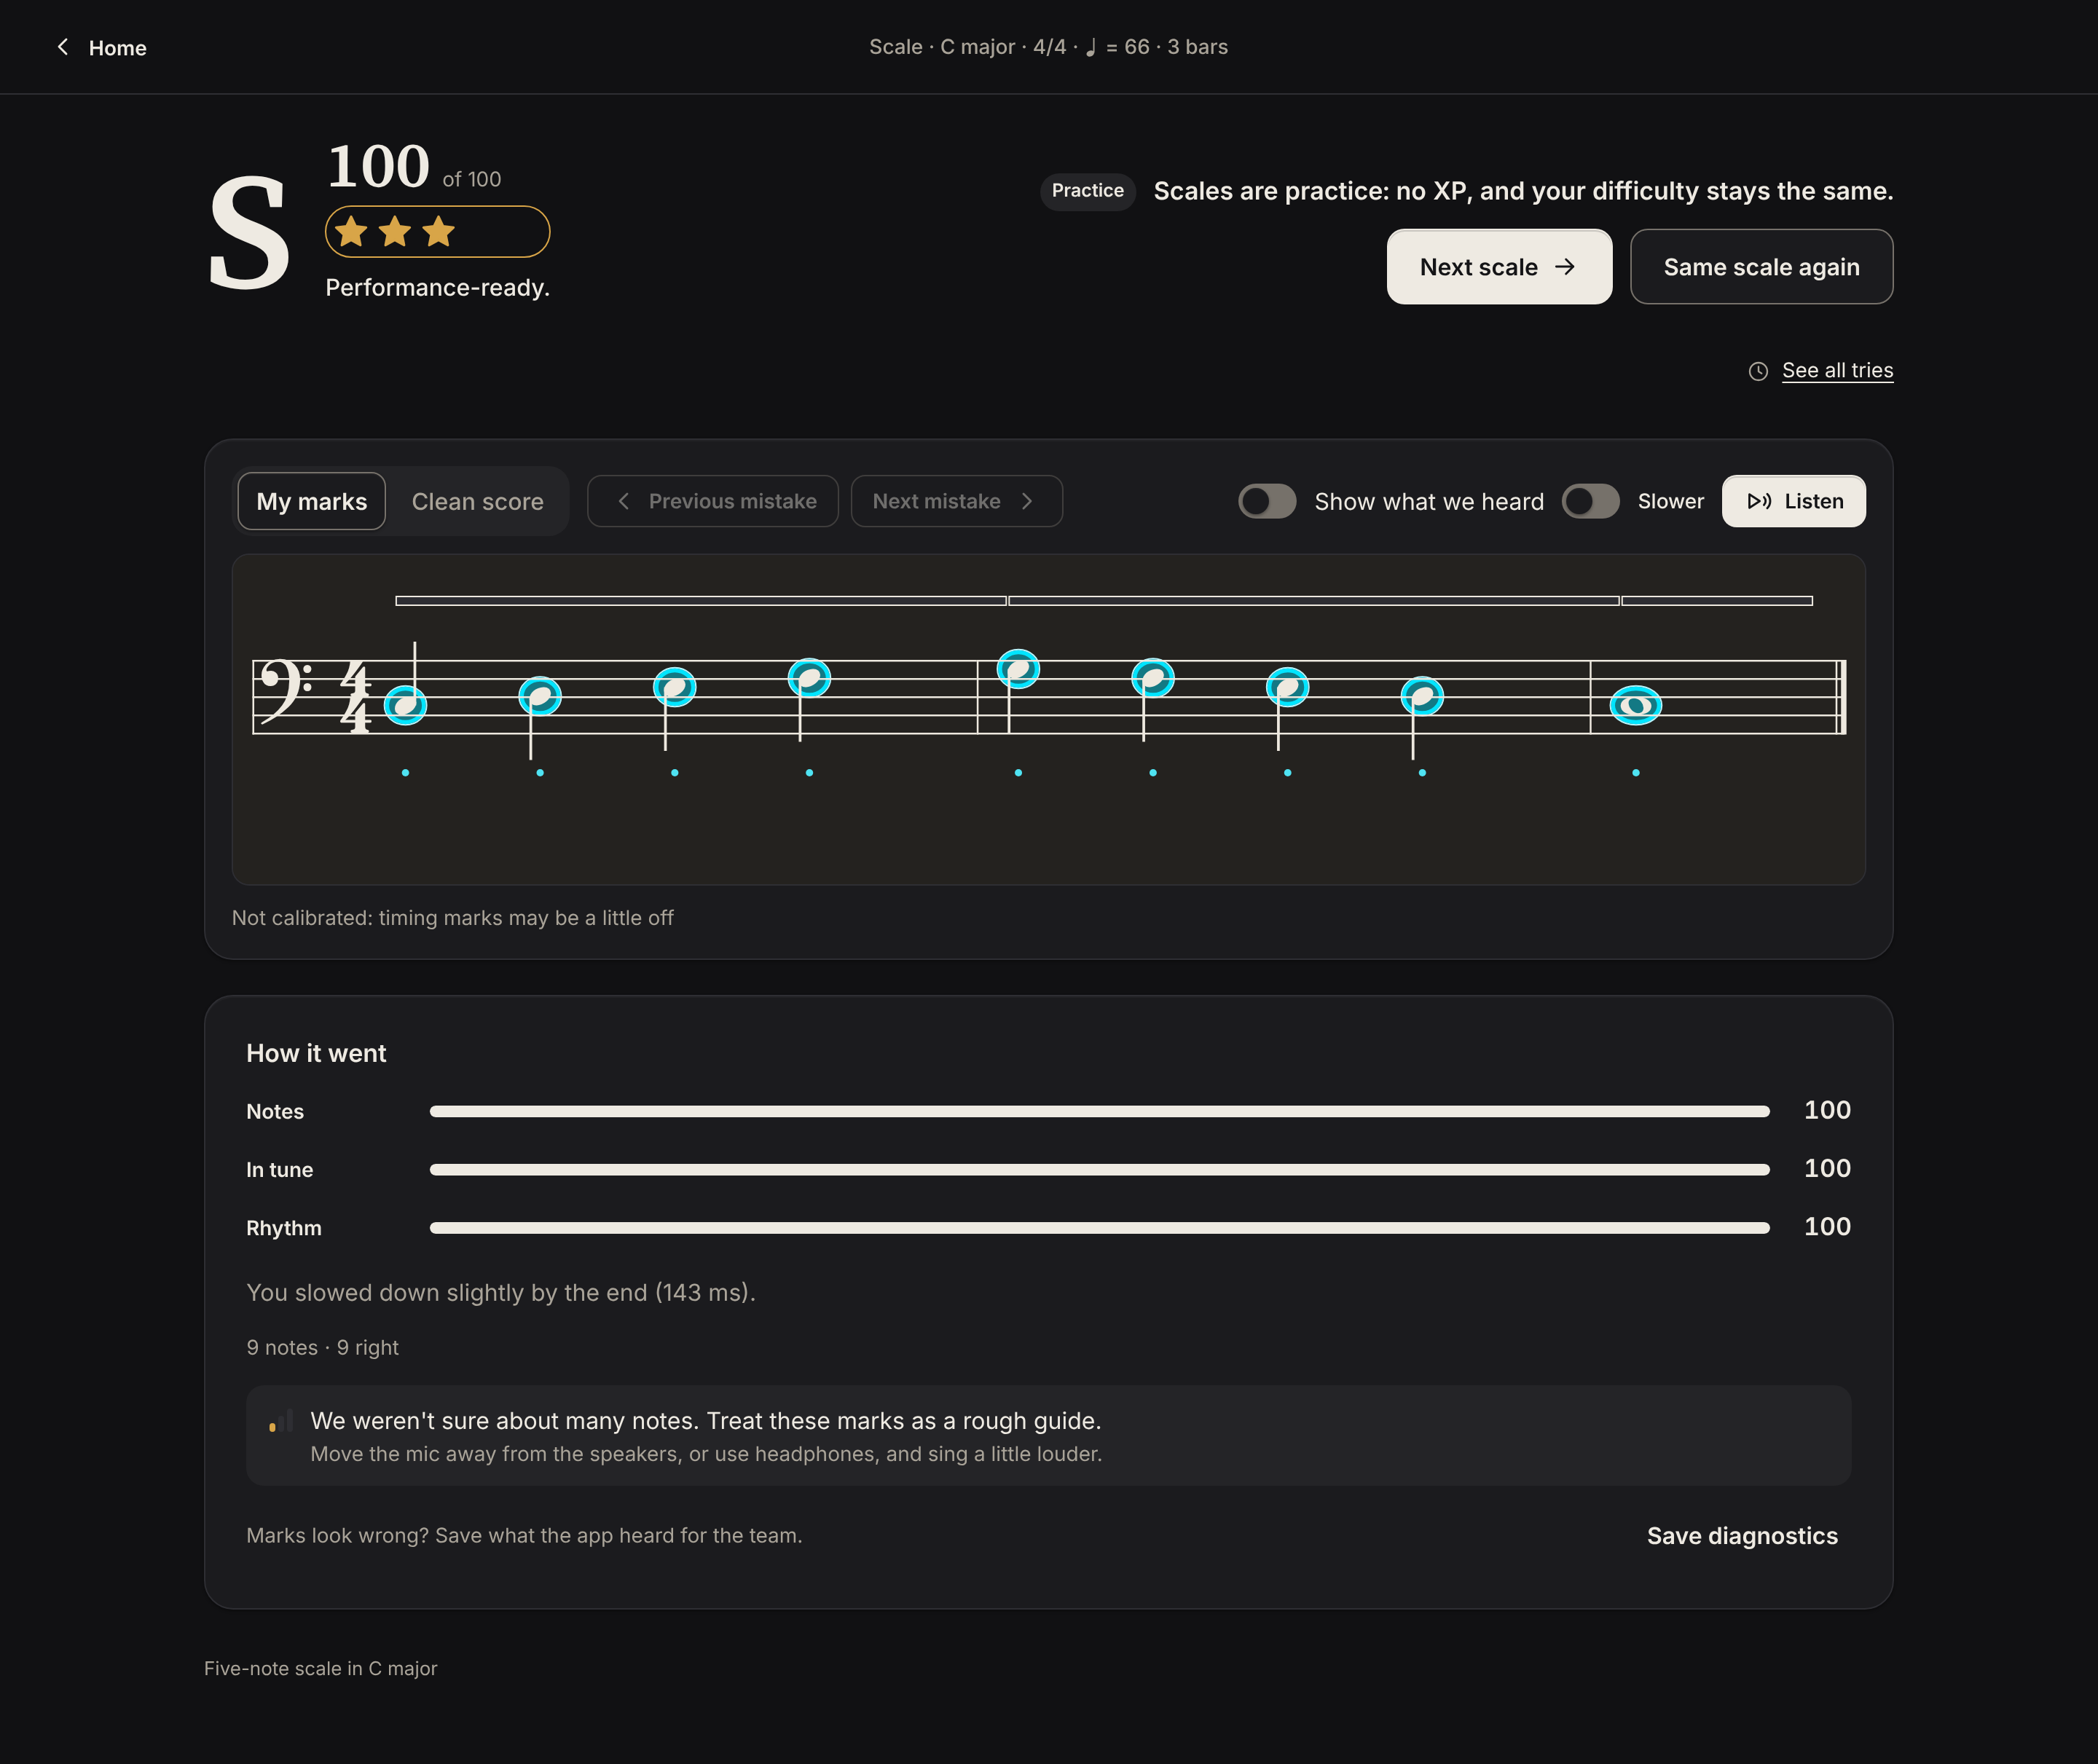 Home
Scale · C major · 4/4 · ♩ = 66 · 3 bars
S
100 of 100
Performance-ready.
Practice
Scales are practice: no XP, and your difficulty stays the same.
Next scale →
Same scale again
See all tries
My marks
Clean score
Previous mistake
Next mistake
Show what we heard
Slower
Listen
4
4
Not calibrated: timing marks may be a little off
How it went
Notes 100
In tune 100
Rhythm 100
You slowed down slightly by the end (143 ms).
9 notes · 9 right
We weren't sure about many notes. Treat these marks as a rough guide.
Move the mic away from the speakers, or use headphones, and sing a little louder.
Marks look wrong? Save what the app heard for the team.
Save diagnostics
Five-note scale in C major